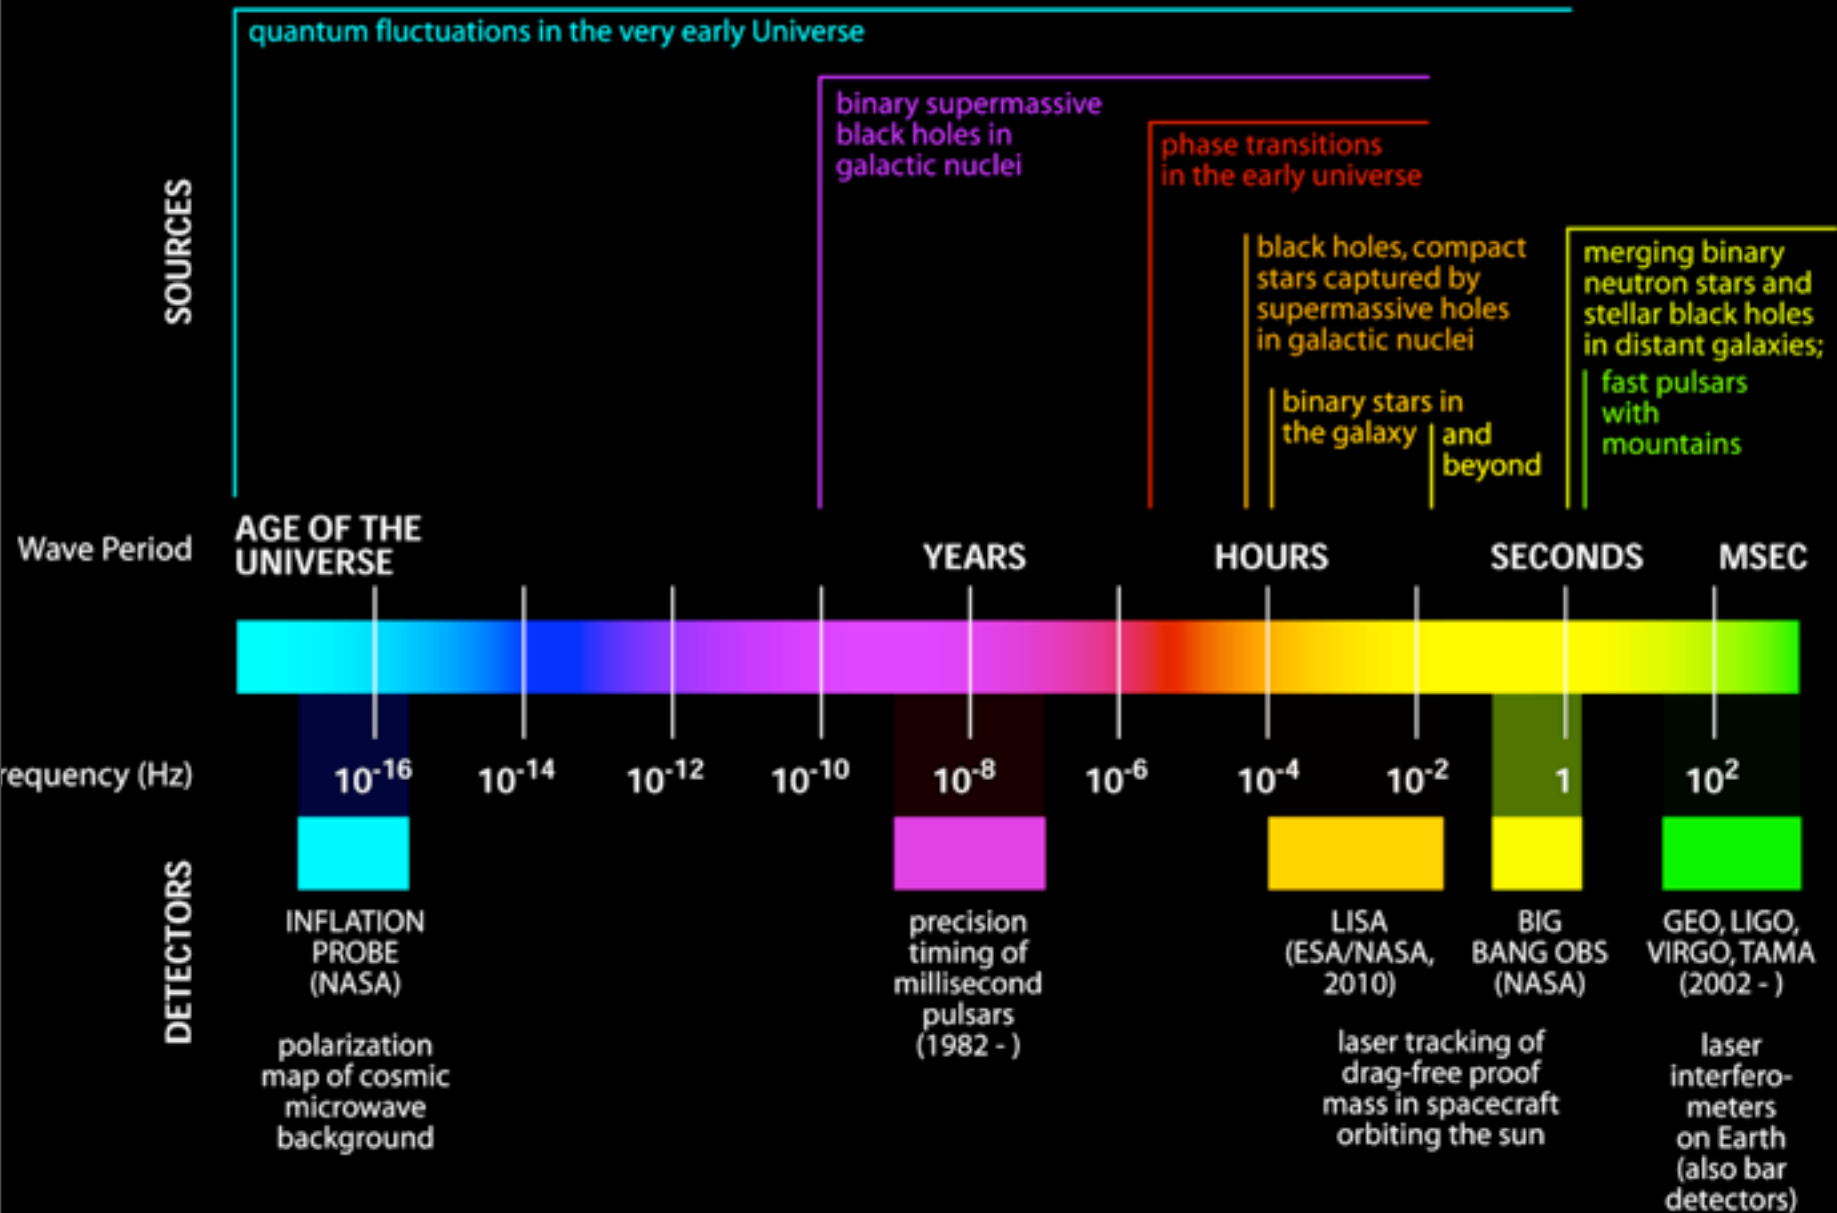 quantum fluctuations in the very early Universe
binary supermassive
black holes in
galactic nuclei
phase transitions
in the early universe
SOURCES
black holes, compact
stars captured by
supermassive holes
in galactic nuclei
merging binary
neutron stars and
stellar black holes
in distant galaxies;
fast pulsars
with
mountains
binary stars in
the galaxy
and
beyond
Wave Period
AGE OF THE
UNIVERSE
YEARS
HOURS
SECONDS
MSEC
requency (Hz)
10⁻¹⁶
10⁻¹⁴
10⁻¹²
10⁻¹⁰
10⁻⁸
10⁻⁶
10⁻⁴
10⁻²
1
10²
DETECTORS
INFLATION
PROBE
(NASA)
polarization
map of cosmic
microwave
background
precision
timing of
millisecond
pulsars
(1982 - )
LISA
(ESA/NASA,
2010)
BIG
BANG OBS
(NASA)
laser tracking of
drag-free proof
mass in spacecraft
orbiting the sun
GEO, LIGO,
VIRGO, TAMA
(2002 - )
laser
interfero-
meters
on Earth
(also bar
detectors)